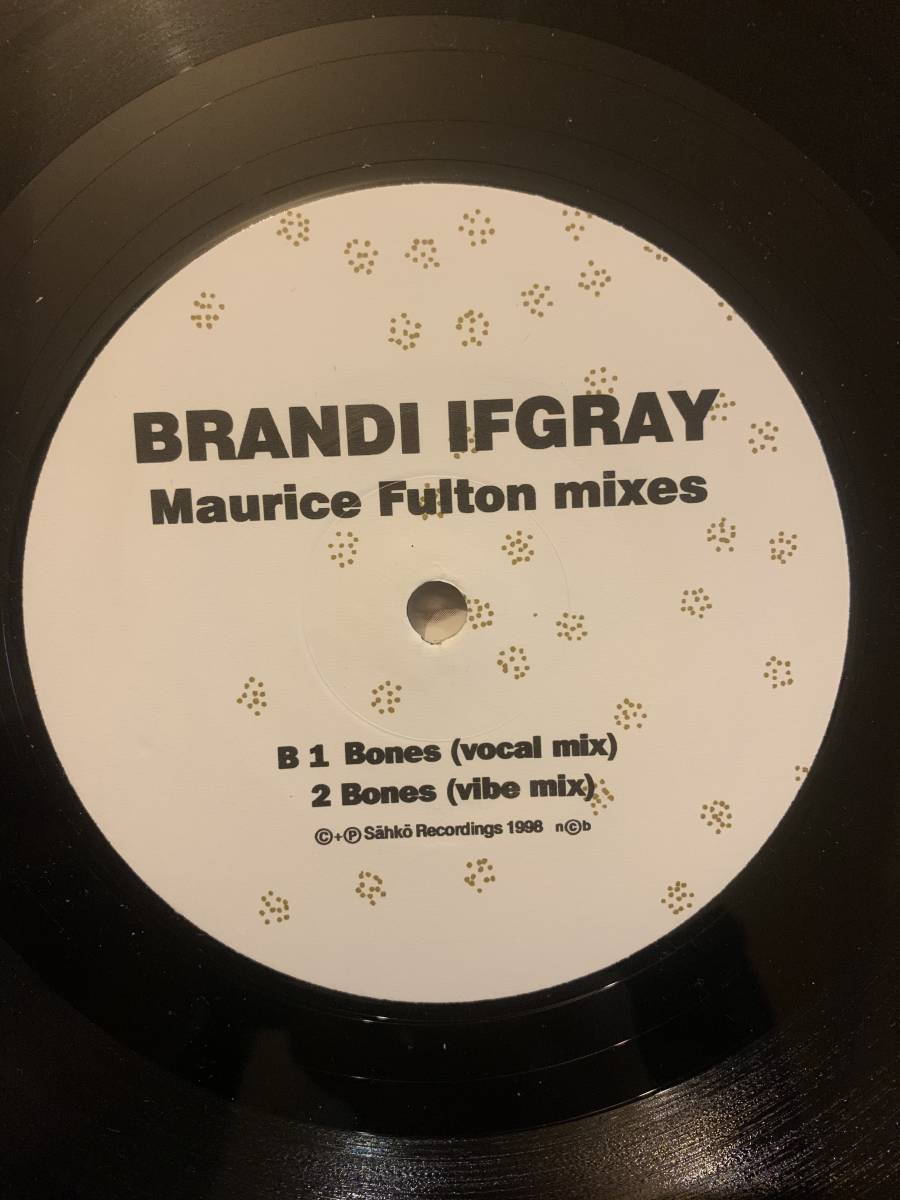 BRANDI IFGRAY
Maurice Fulton mixes
B 1 Bones (vocal mix)
2 Bones (vibe mix)
©+℗ Sähkö Recordings 1998 n©b